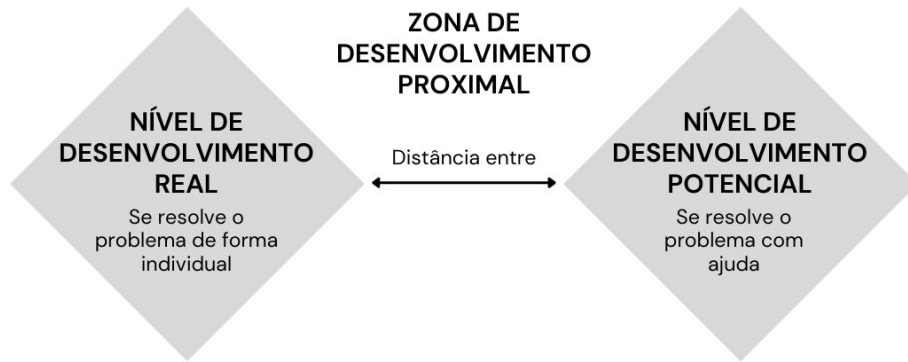 ZONA DE
DESENVOLVIMENTO
PROXIMAL
NÍVEL DE
DESENVOLVIMENTO
REAL
Se resolve o
problema de forma
individual
Distância entre
NÍVEL DE
DESENVOLVIMENTO
POTENCIAL
Se resolve o
problema com
ajuda